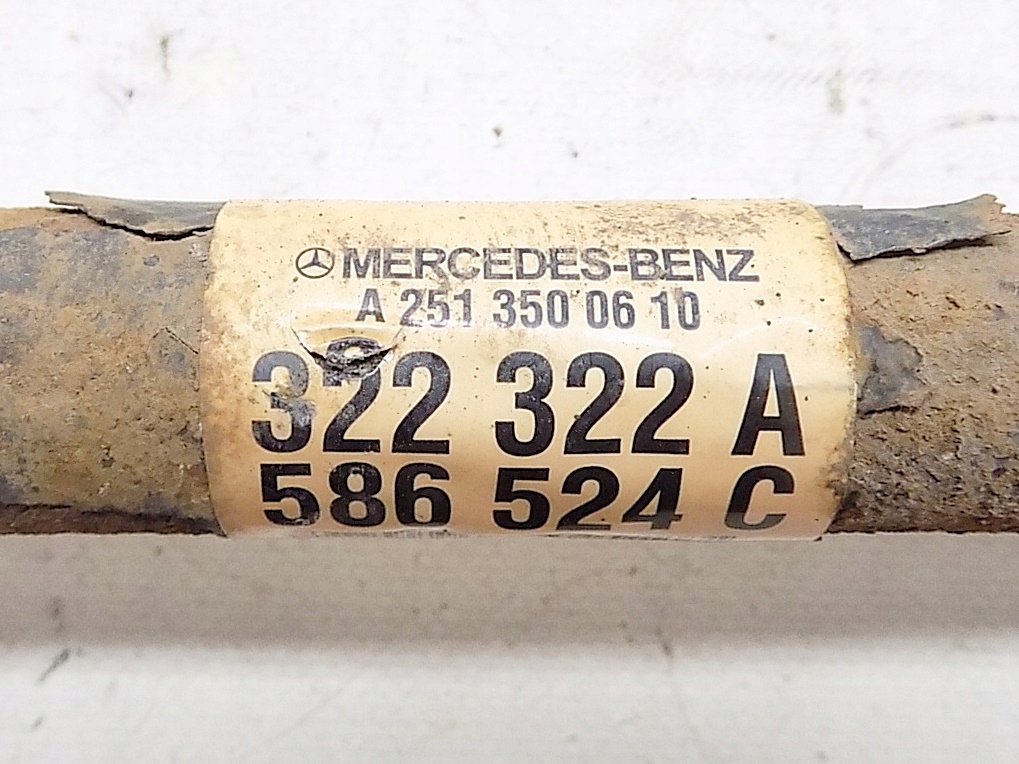 MERCEDES-BENZ
A 251 350 06 10
322 322 A
586 524 C